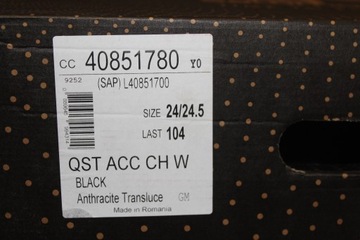 CC 40851780 YO
9252 (SAP) L40851700
SIZE 24/24.5
LAST 104
QST ACC CH W
BLACK
Anthracite Transluce GM
Made in Romania